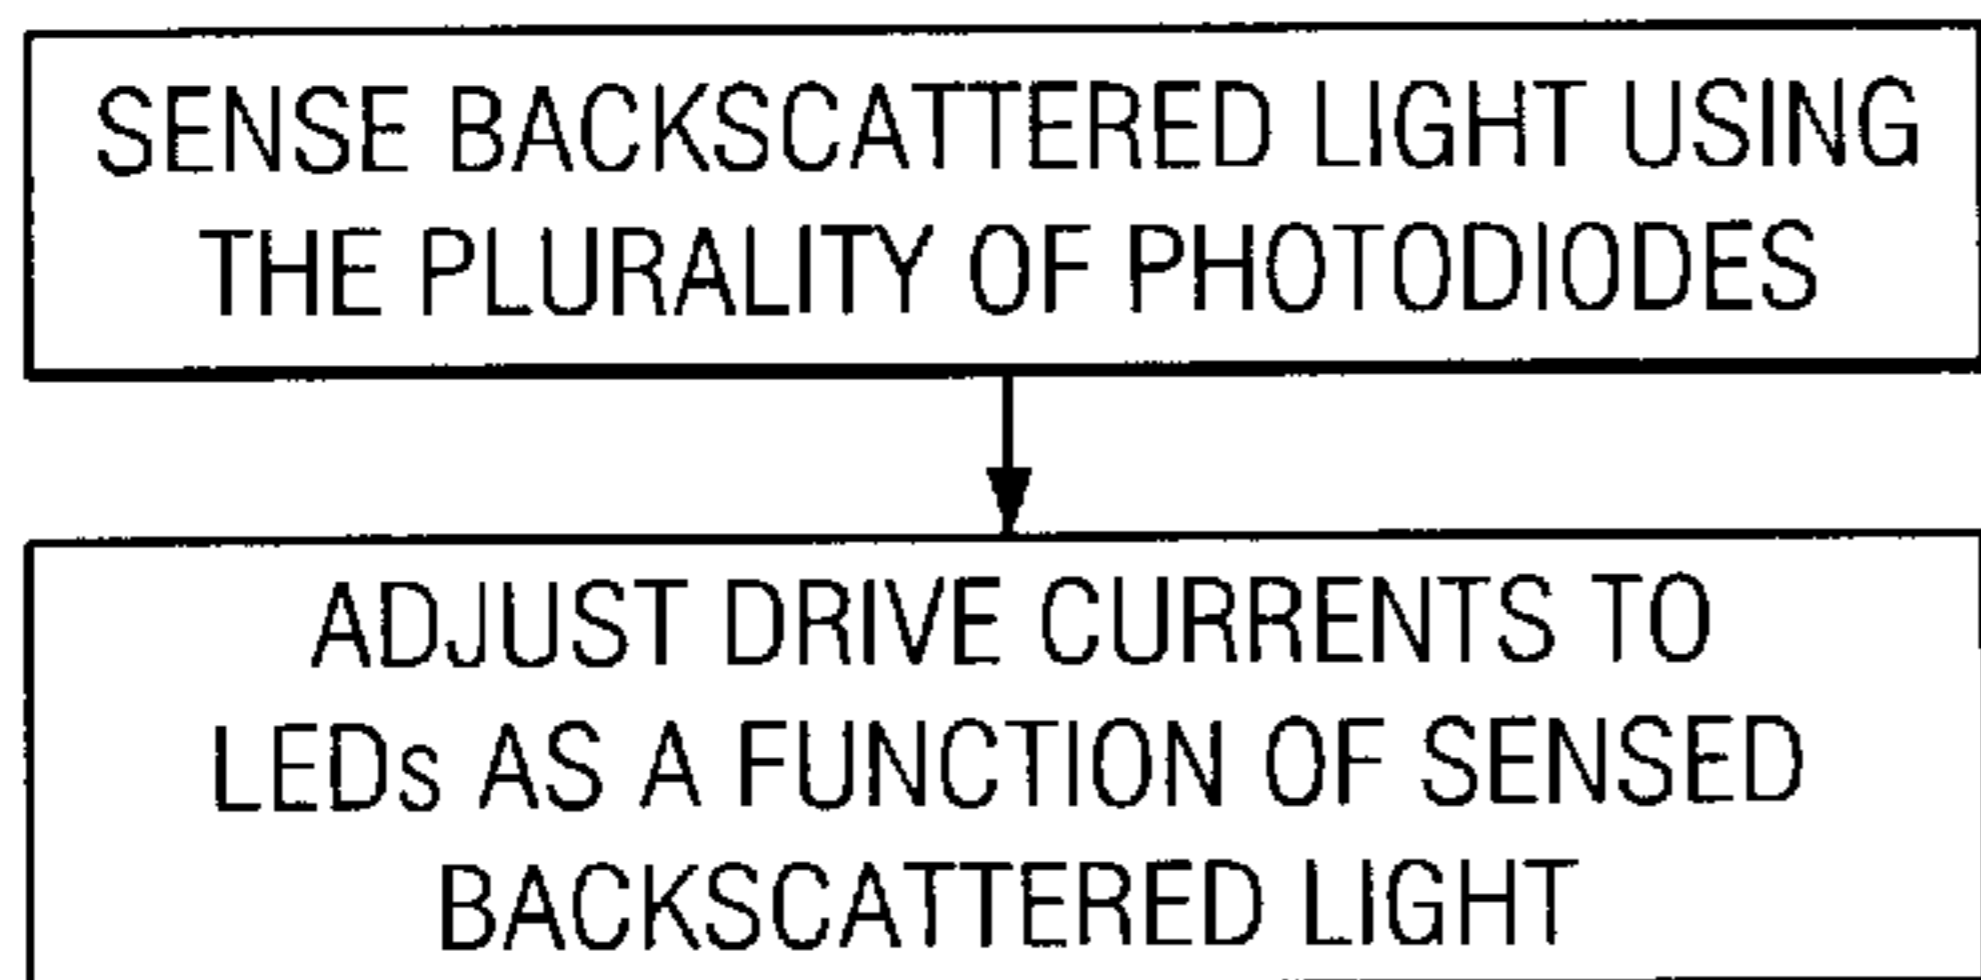 SENSE BACKSCATTERED LIGHT USING
THE PLURALITY OF PHOTODIODES
ADJUST DRIVE CURRENTS TO
LEDs AS A FUNCTION OF SENSED
BACKSCATTERED LIGHT